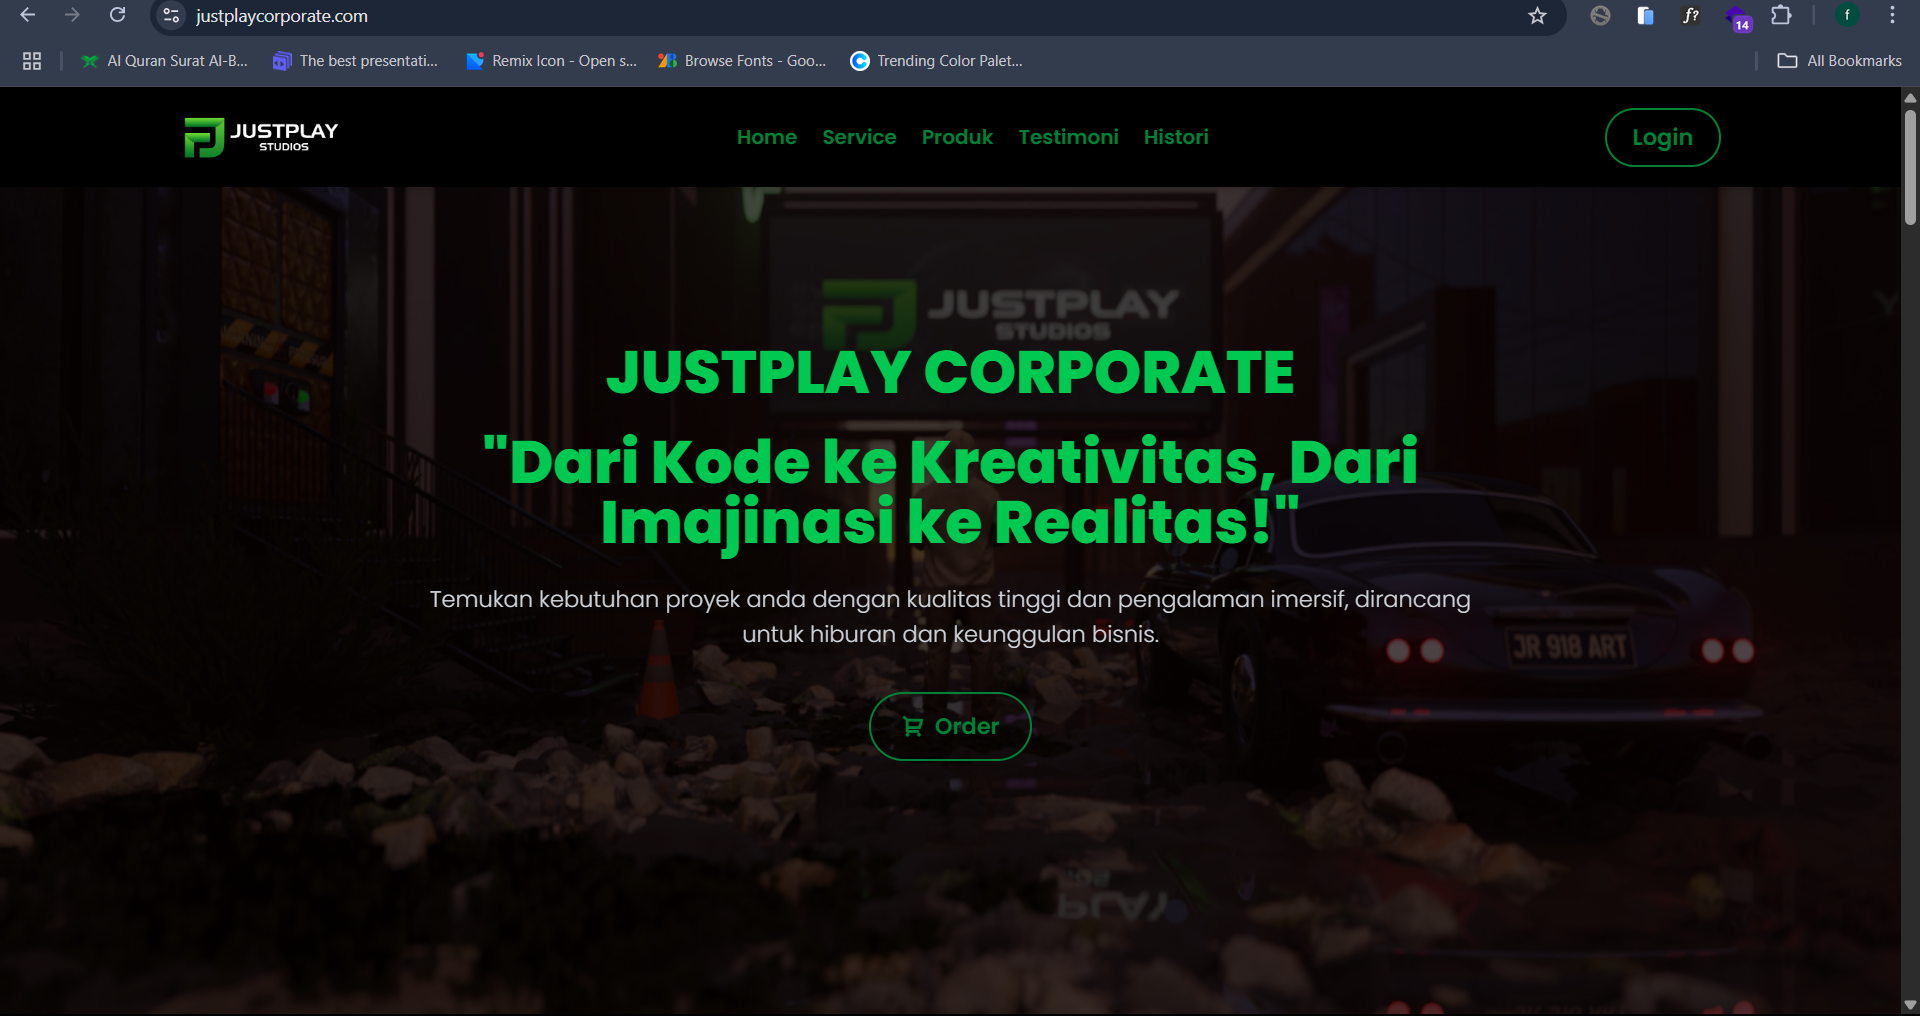 justplaycorporate.com
f?
14
f
Al Quran Surat Al-B...
The best presentati...
Remix Icon - Open s...
Browse Fonts - Goo...
Trending Color Palet...
All Bookmarks
JUSTPLAY
STUDIOS
Home
Service
Produk
Testimoni
Histori
Login
JUSTPLAY
STUDIOS
JUSTPLAY CORPORATE
"Dari Kode ke Kreativitas, Dari
Imajinasi ke Realitas!"
Temukan kebutuhan proyek anda dengan kualitas tinggi dan pengalaman imersif, dirancang
untuk hiburan dan keunggulan bisnis.
JR 918 ART
Order